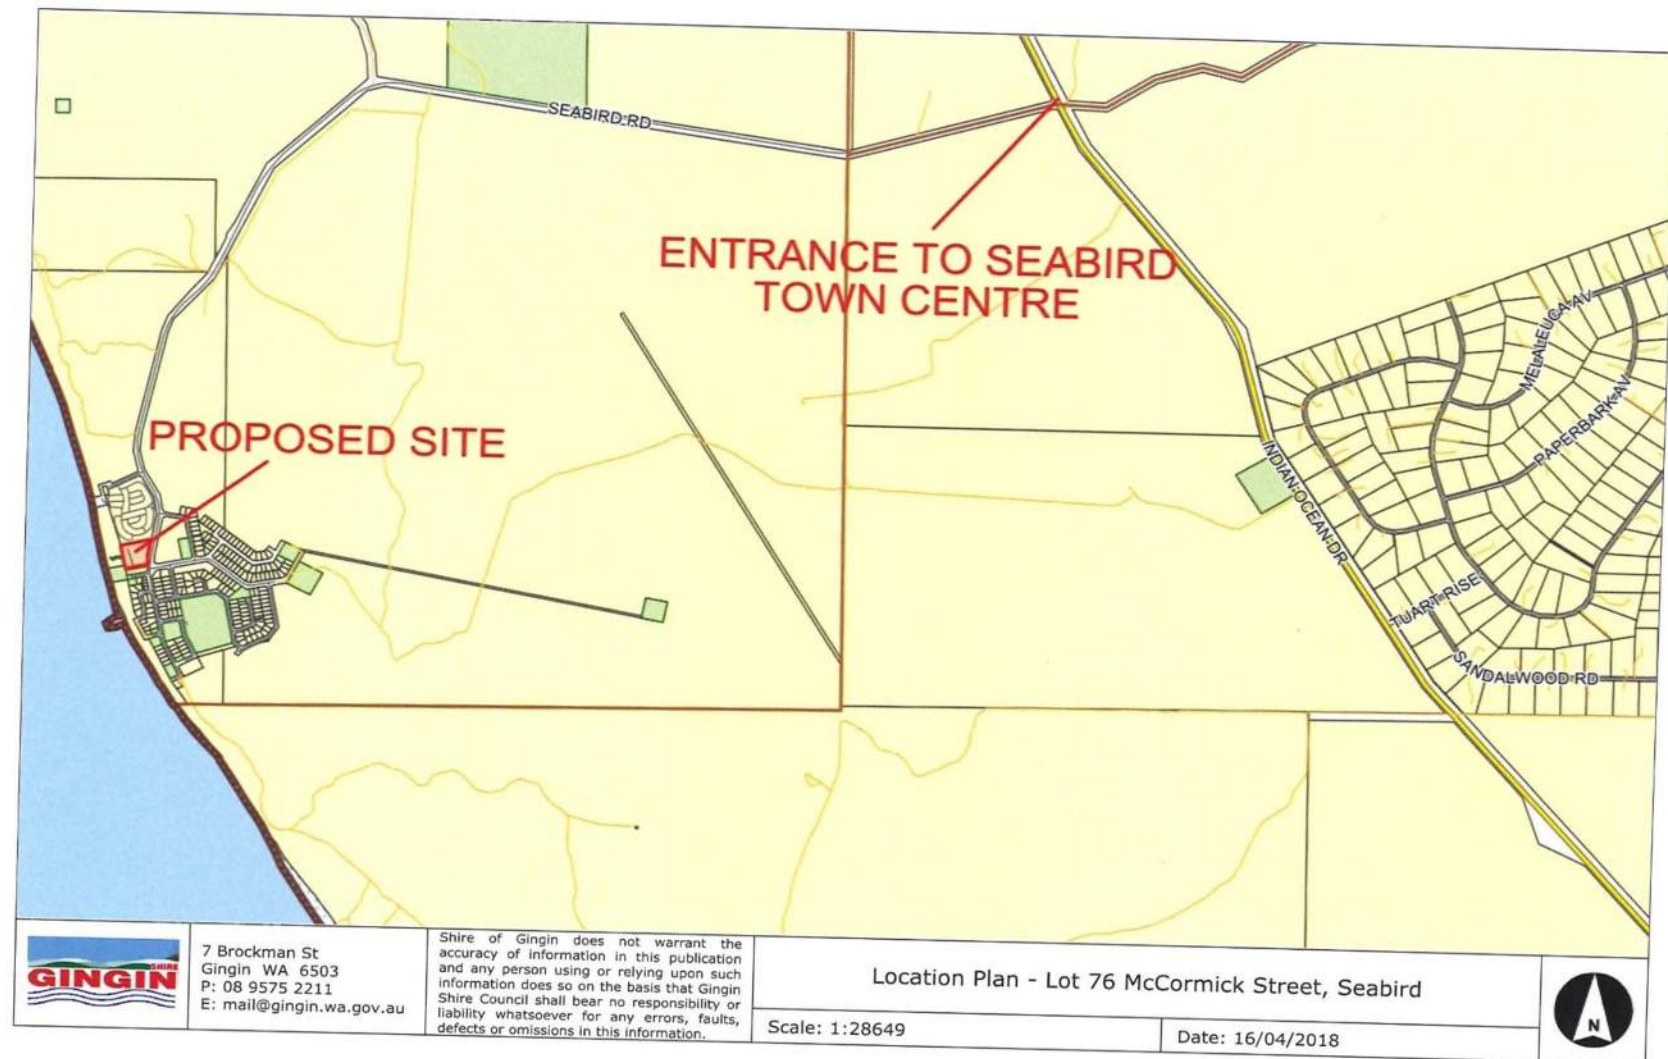 SEABIRD RD
ENTRANCE TO SEABIRD
TOWN CENTRE
MELALEUCA AV
PAPERBARK AV
PROPOSED SITE
INDIAN OCEAN DR
TUART RISE
SANDALWOOD RD
GINGIN SHIRE
7 Brockman St
Gingin WA 6503
P: 08 9575 2211
E: mail@gingin.wa.gov.au
Shire of Gingin does not warrant the
accuracy of information in this publication
and any person using or relying upon such
information does so on the basis that Gingin
Shire Council shall bear no responsibility or
liability whatsoever for any errors, faults,
defects or omissions in this information.
Location Plan - Lot 76 McCormick Street, Seabird
Scale: 1:28649
Date: 16/04/2018
N